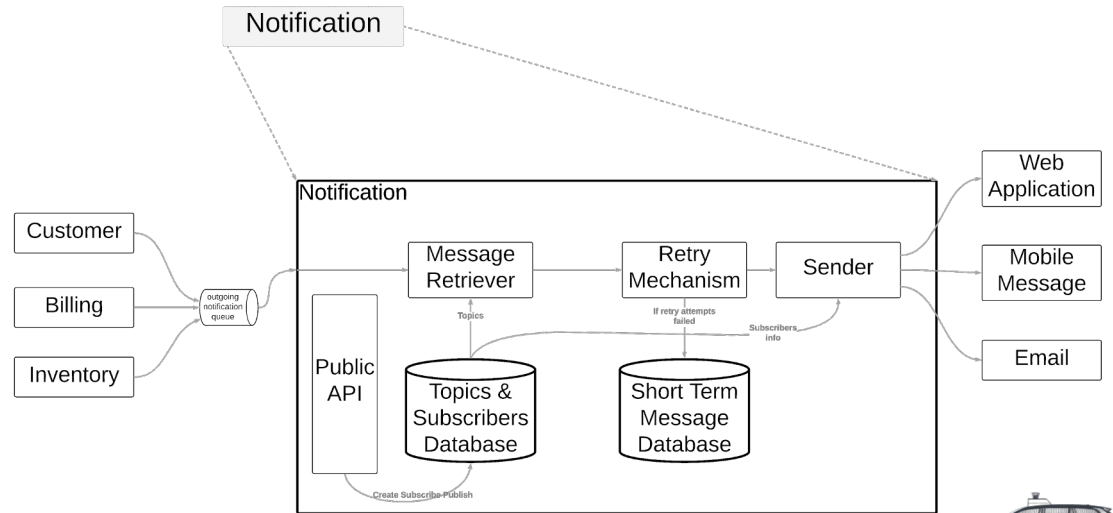 Notification
Notification
Customer
Billing
Inventory
outgoing
notification
queue
Message
Retriever
Retry
Mechanism
Sender
Topics
If retry attempts
failed
Subscribers
info
Public
API
Topics &
Subscribers
Database
Short Term
Message
Database
Create Subscribe Publish
Web
Application
Mobile
Message
Email